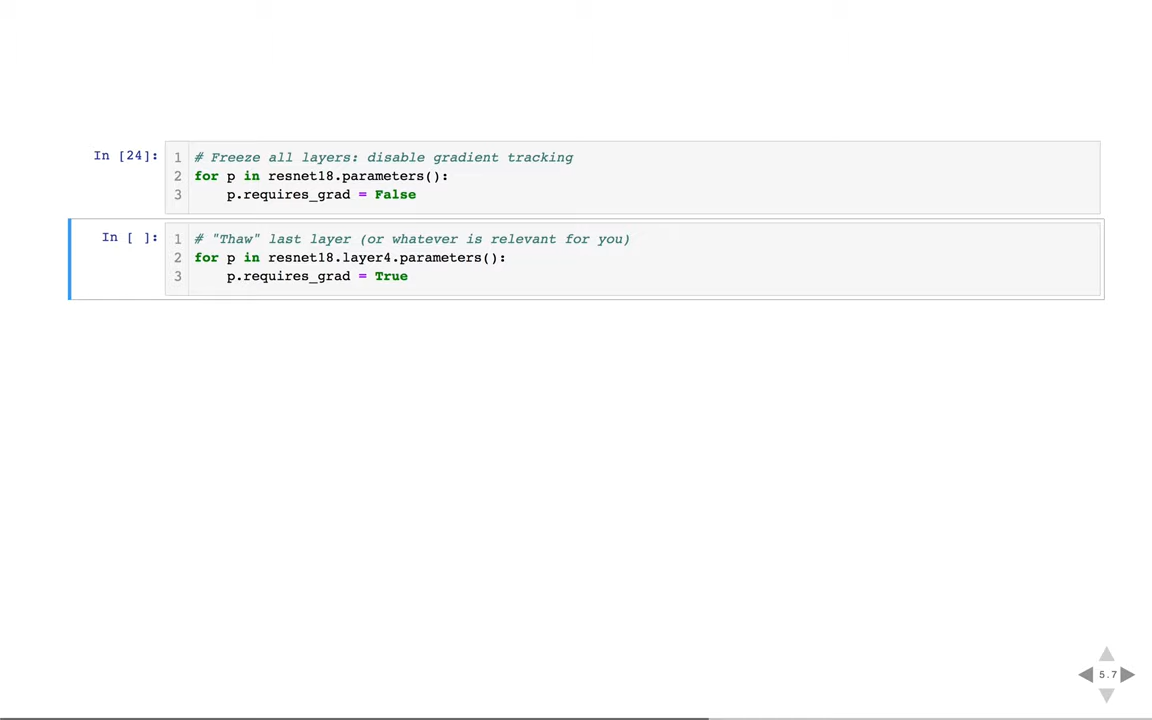 In [24]:
1 # Freeze all layers: disable gradient tracking
2 for p in resnet18.parameters():
3     p.requires_grad = False
In [ ]:
1 # "Thaw" last layer (or whatever is relevant for you)
2 for p in resnet18.layer4.parameters():
3     p.requires_grad = True
5.7